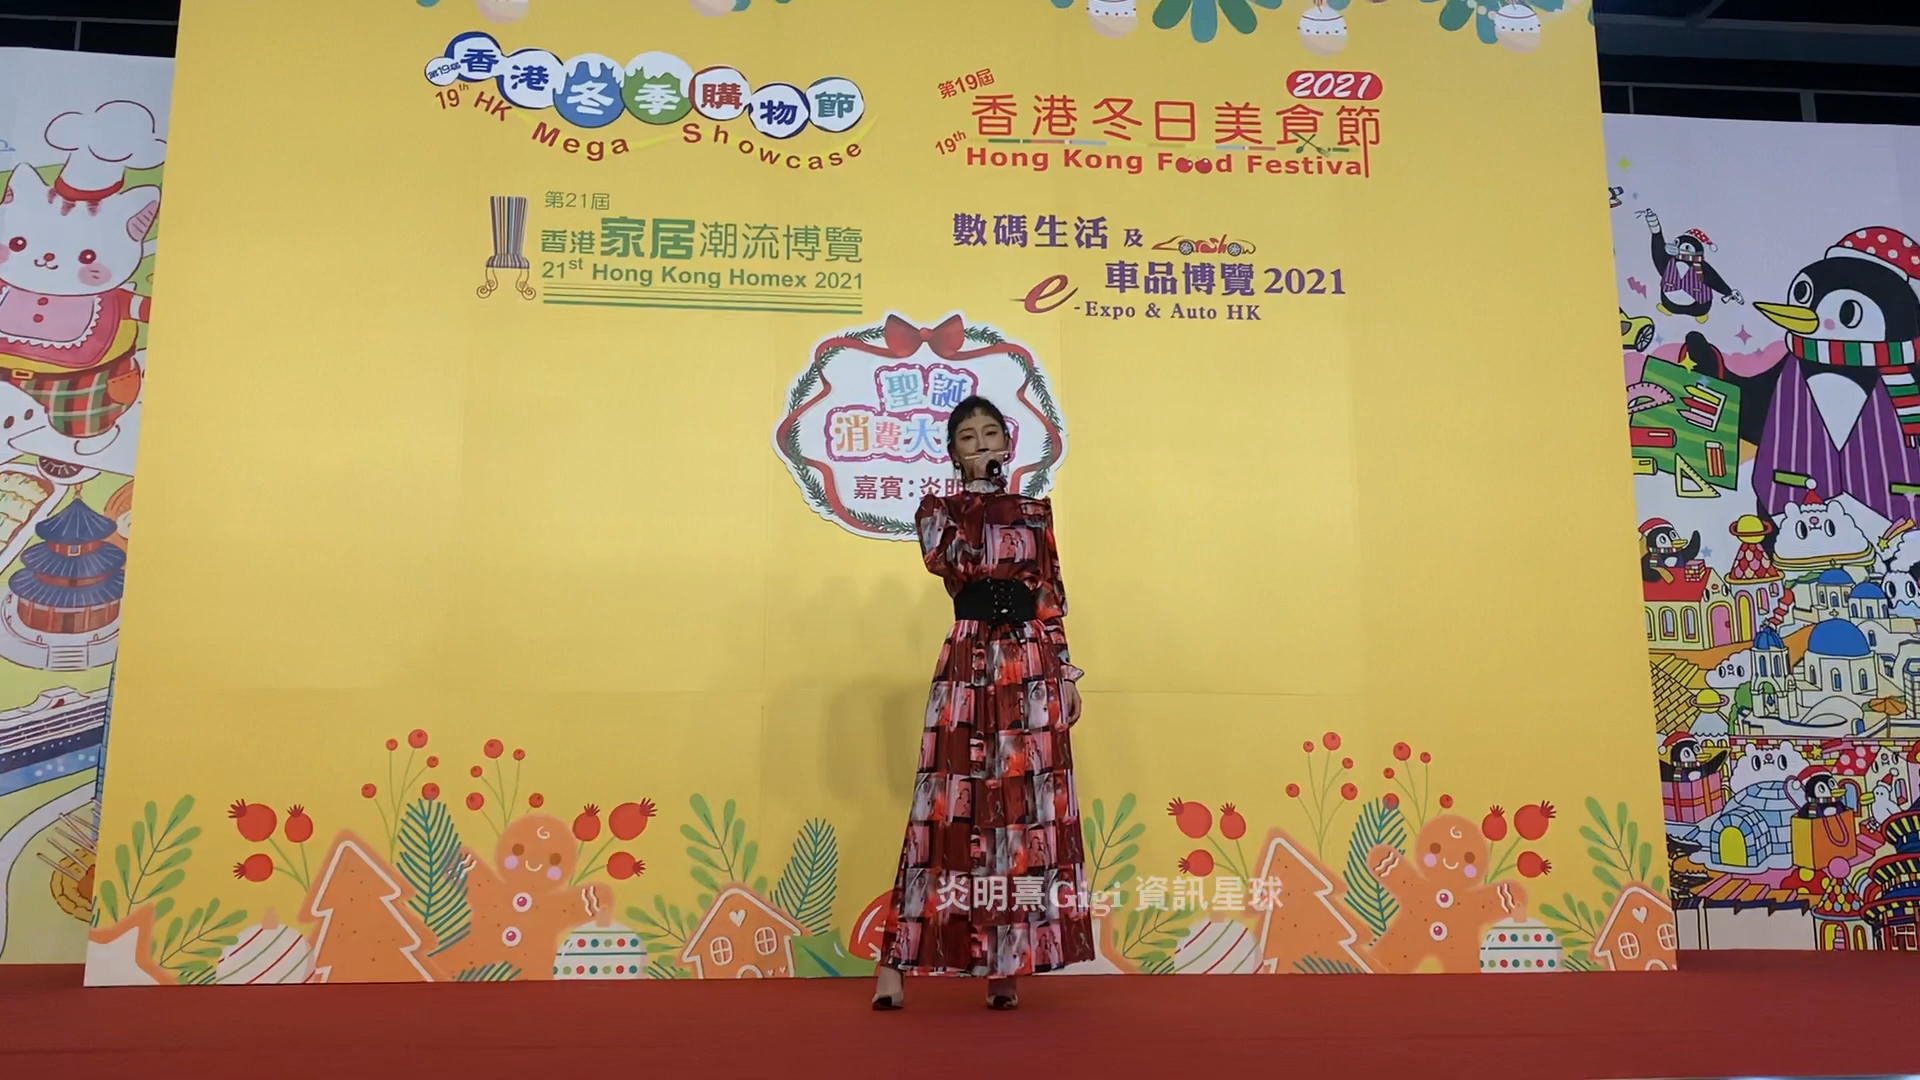 第19屆
香港冬季購物節
19th HK Mega Showcase
第19屆
2021
香港冬日美食節
19th Hong Kong Food Festival
第21屆
香港家居潮流博覽
21st Hong Kong Homex 2021
數碼生活及
車品博覽2021
e-Expo & Auto HK
聖誕
消費大
嘉賓：炎明
炎明熹Gigi 資訊星球